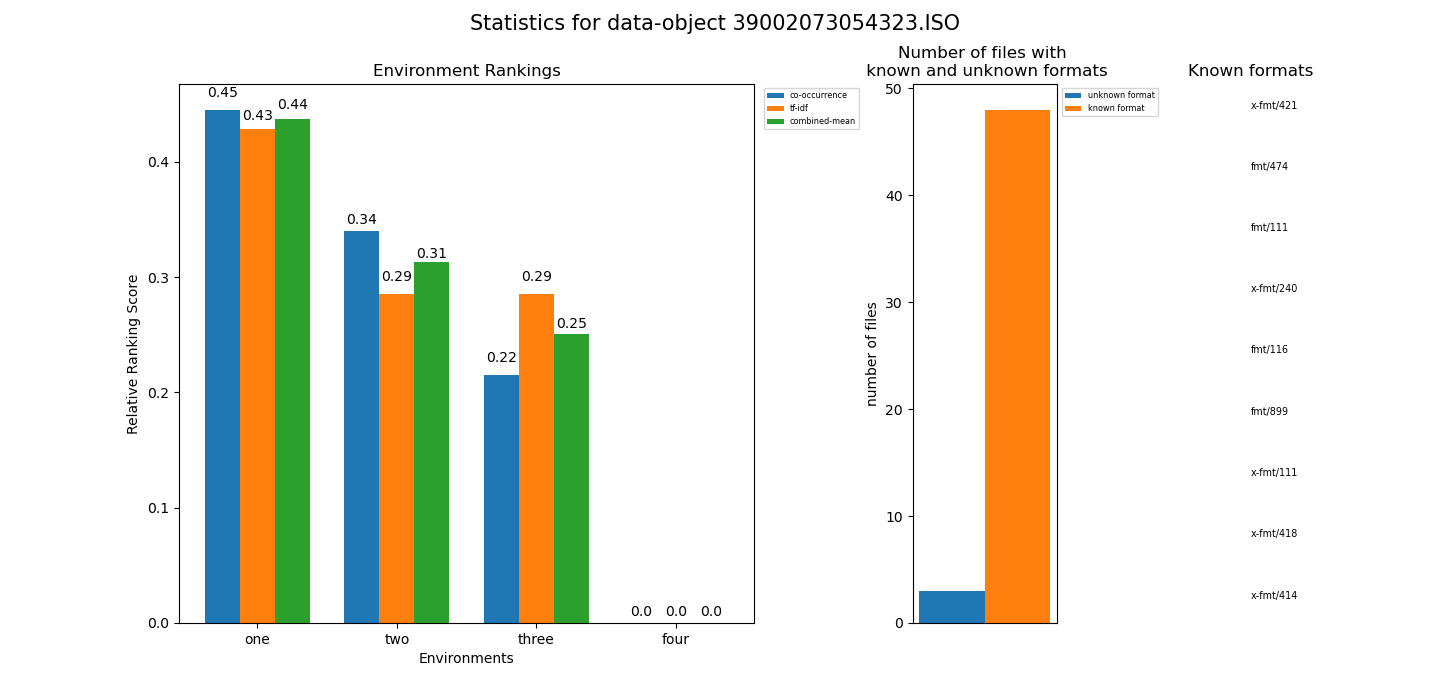 Statistics for data-object 39002073054323.ISO
Environment Rankings
0.45
0.43
0.44
0.34
0.29
0.31
0.22
0.29
0.25
0.0 0.0 0.0
0.4
0.3
0.2
0.1
0.0
Relative Ranking Score
one two three four
Environments
co-occurrence
tf-idf
combined-mean
Number of files with
known and unknown formats
50
40
30
20
10
0
number of files
unknown format
known format
Known formats
x-fmt/421
fmt/474
fmt/111
x-fmt/240
fmt/116
fmt/899
x-fmt/111
x-fmt/418
x-fmt/414